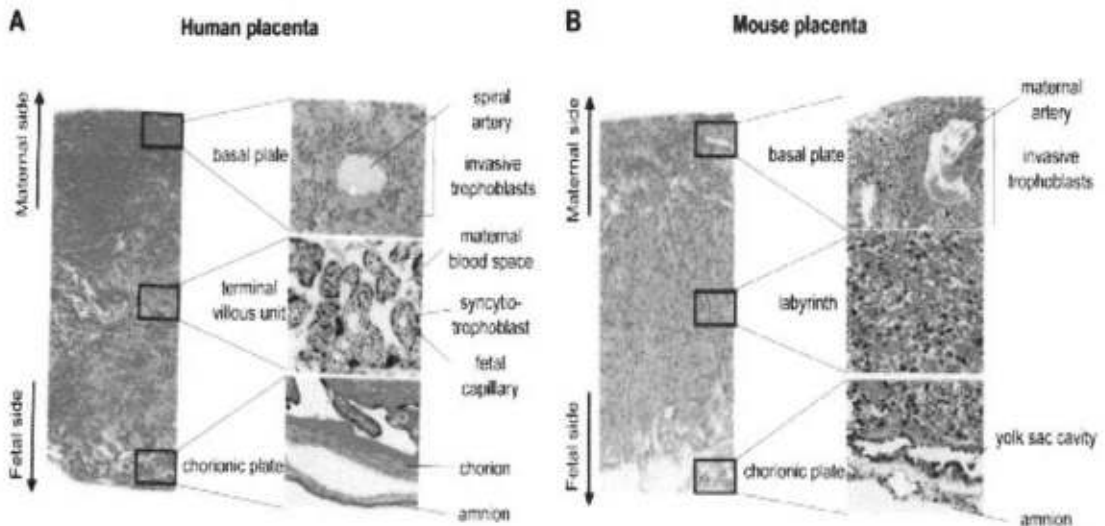 A
Human placenta
Maternal side
Fetal side
basal plate
spiral
artery
invasive
trophoblasts
terminal
villous unit
maternal
blood space
syncytio-
trophoblast
fetal
capillary
chorionic plate
chorion
amnion
B
Mouse placenta
Maternal side
Fetal side
basal plate
maternal
artery
invasive
trophoblasts
labyrinth
chorionic plate
yolk sac cavity
amnion